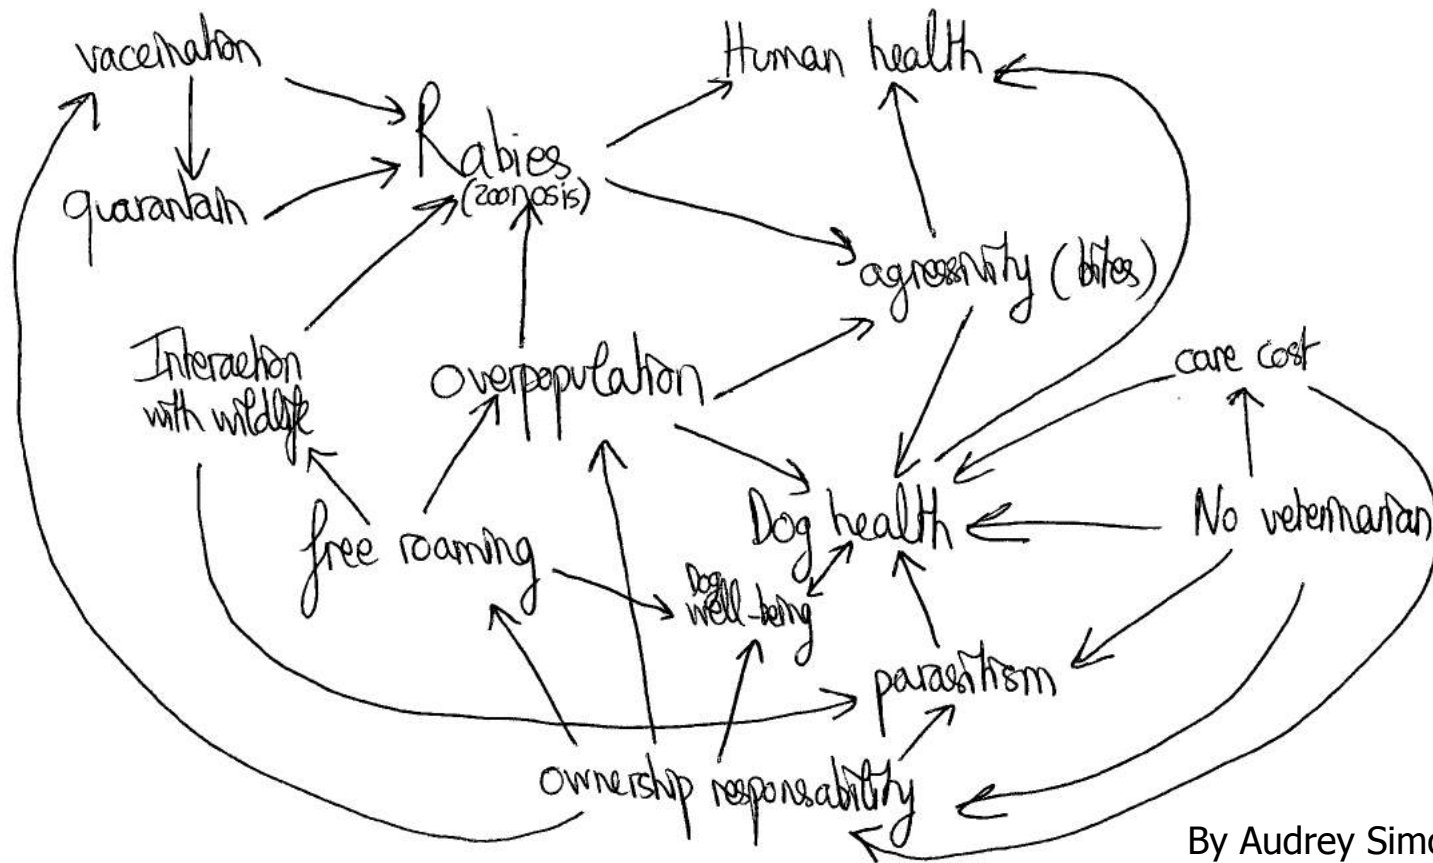 vaccination
Human health
Rabies
(zoonosis)
quarantain
agressivity (bites)
Interaction
with wildlife
overpopulation
care cost
Dog health
No veterinarian
free roaming
Dog
well-being
parasitism
ownership responsability
By Audrey Simo